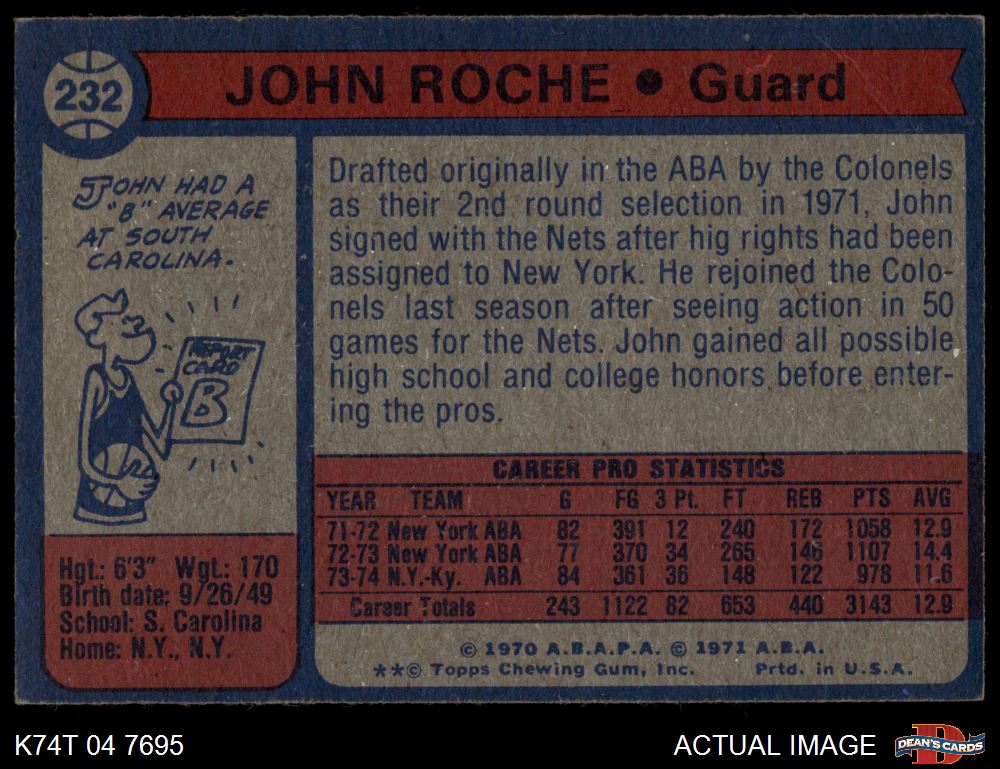 232
JOHN ROCHE ● Guard
JOHN HAD A
"B" AVERAGE
AT SOUTH
CAROLINA.
REPORT
CARD
B
Hgt.: 6'3" Wgt.: 170
Birth date: 9/26/49
School: S. Carolina
Home: N.Y., N.Y.
Drafted originally in the ABA by the Colonels
as their 2nd round selection in 1971, John
signed with the Nets after hig rights had been
assigned to New York. He rejoined the Colo-
nels last season after seeing action in 50
games for the Nets. John gained all possible
high school and college honors before enter-
ing the pros.
CAREER PRO STATISTICS
YEAR TEAM G FG 3 Pt. FT REB PTS AVG
71-72 New York ABA 82 391 12 240 172 1058 12.9
72-73 New York ABA 77 370 34 265 146 1107 14.4
73-74 N.Y.-Ky. ABA 84 361 36 148 122 978 11.6
Career Totals 243 1122 82 653 440 3143 12.9
© 1970 A.B.A.P.A. © 1971 A.B.A.
**© Topps Chewing Gum, Inc. Prtd. in U.S.A.
K74T 04 7695
ACTUAL IMAGE
D
DEAN'S CARDS